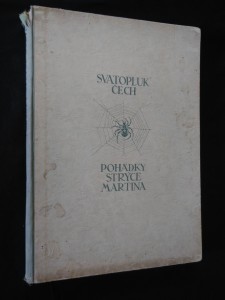 SVATOPLUK
ČECH
POHÁDKY
STRÝCE
MARTINA